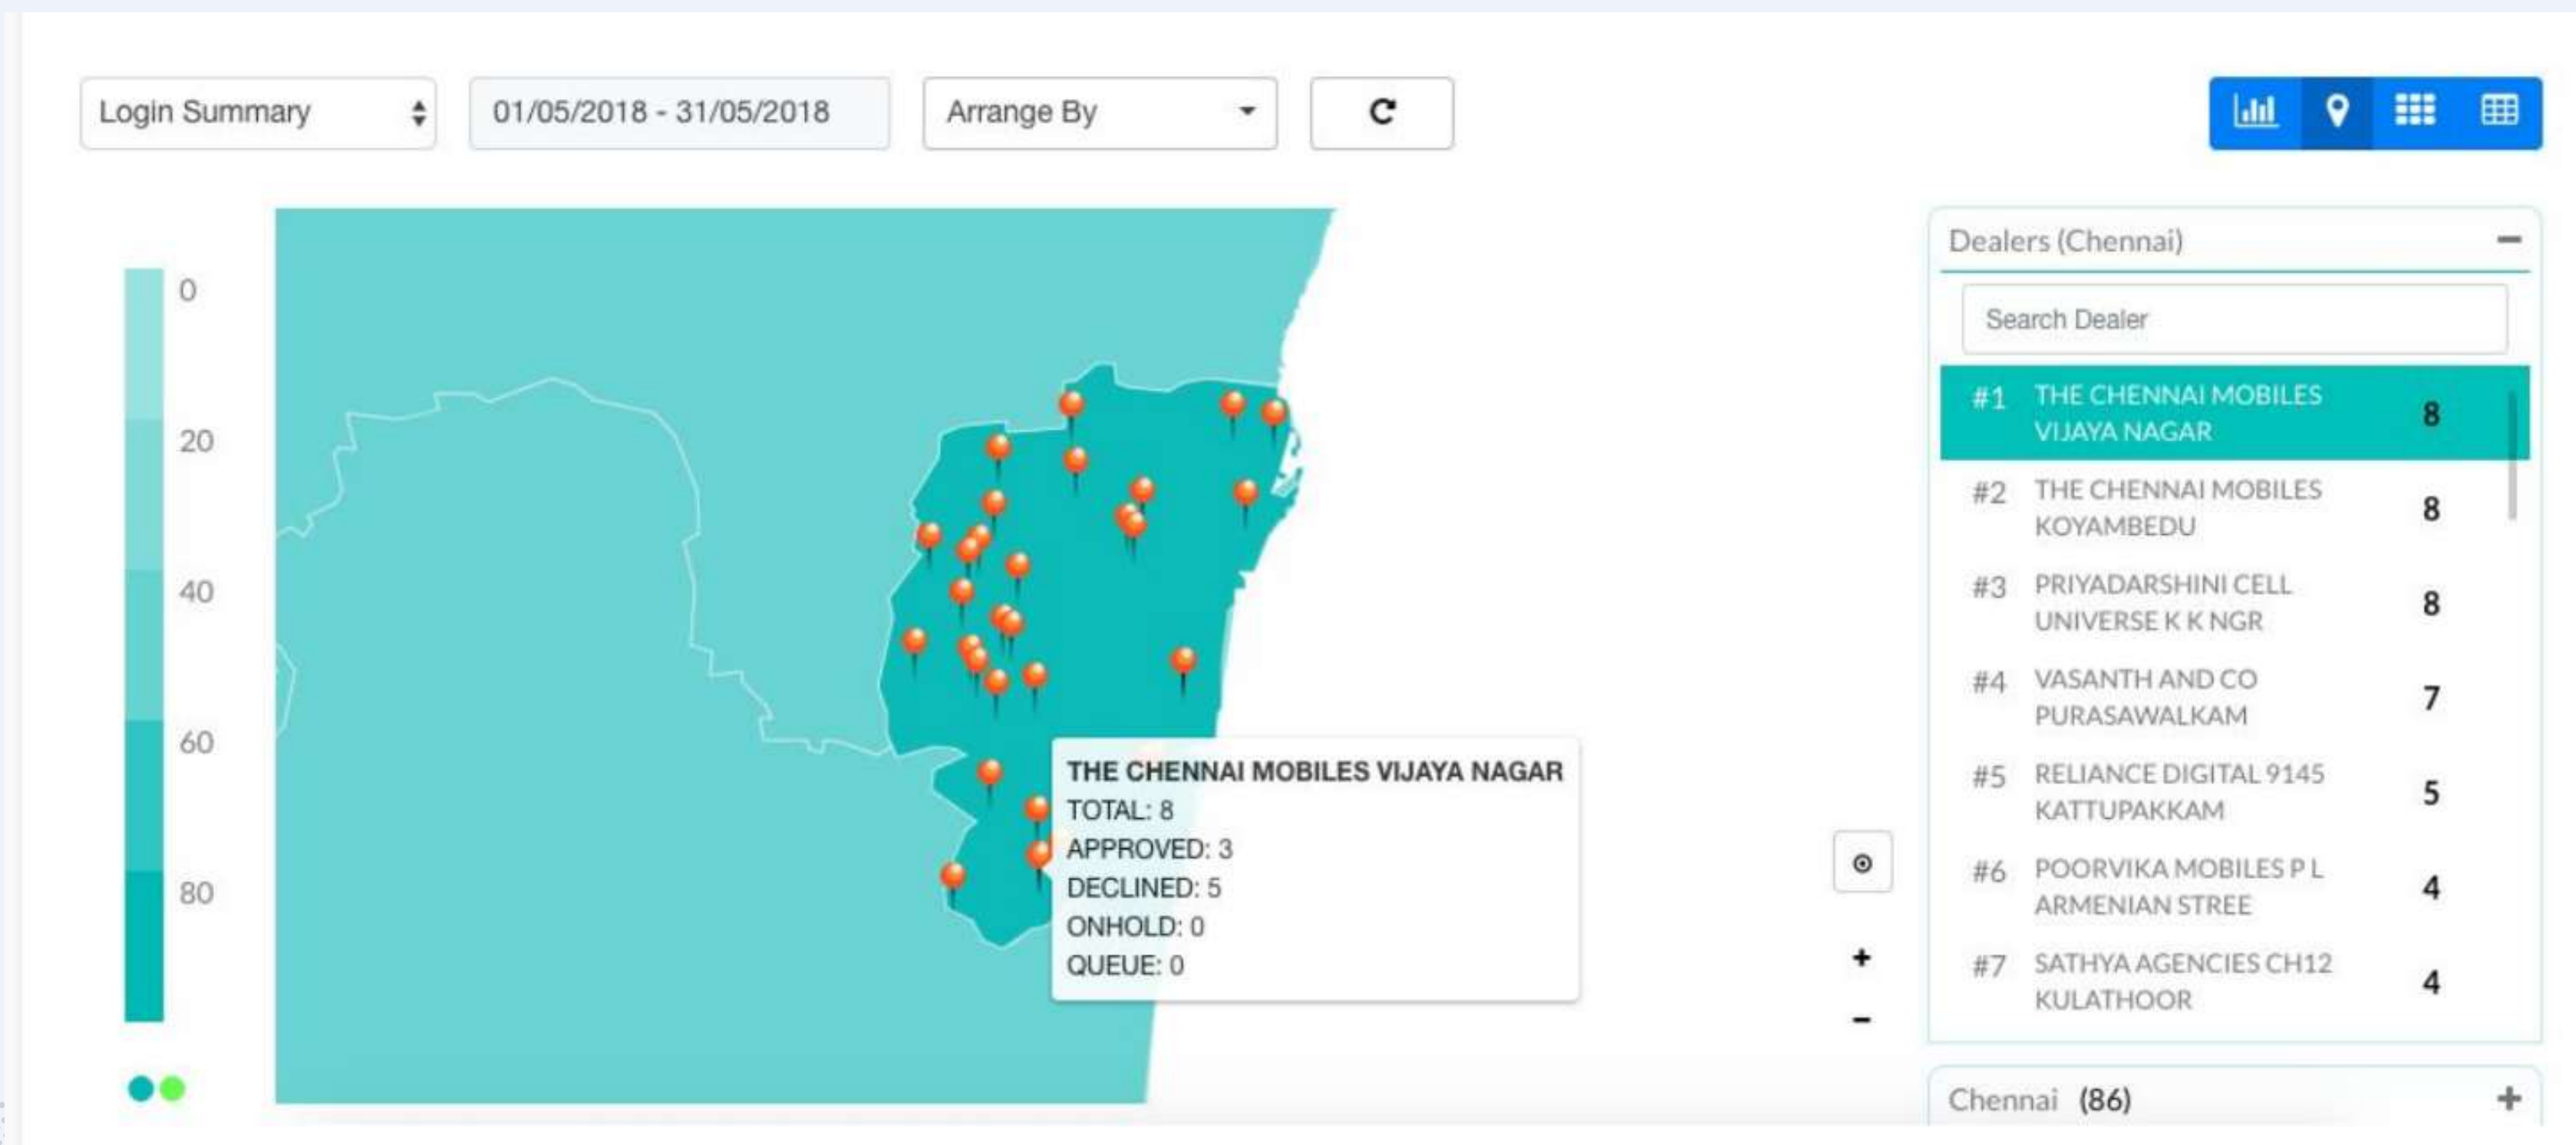 Login Summary
01/05/2018 - 31/05/2018
Arrange By
0
20
40
60
80
THE CHENNAI MOBILES VIJAYA NAGAR
TOTAL: 8
APPROVED: 3
DECLINED: 5
ONHOLD: 0
QUEUE: 0
Dealers (Chennai)
Search Dealer
#1 THE CHENNAI MOBILES
VIJAYA NAGAR 8
#2 THE CHENNAI MOBILES
KOYAMBEDU 8
#3 PRIYADARSHINI CELL
UNIVERSE K K NGR 8
#4 VASANTH AND CO
PURASAWALKAM 7
#5 RELIANCE DIGITAL 9145
KATTUPAKKAM 5
#6 POORVIKA MOBILES P L
ARMENIAN STREE 4
#7 SATHYA AGENCIES CH12
KULATHOOR 4
Chennai (86)